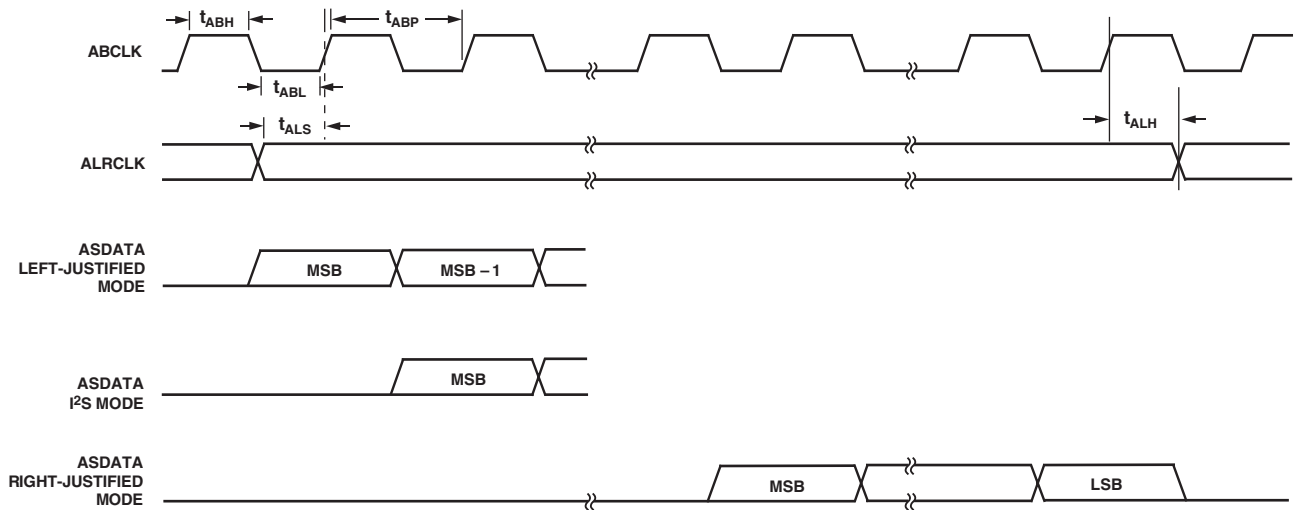 tABH
tABP
ABCLK
tABL
tALS
tALH
ALRCLK
ASDATA
LEFT-JUSTIFIED
MODE
MSB
MSB – 1
ASDATA
I²S MODE
MSB
ASDATA
RIGHT-JUSTIFIED
MODE
MSB
LSB